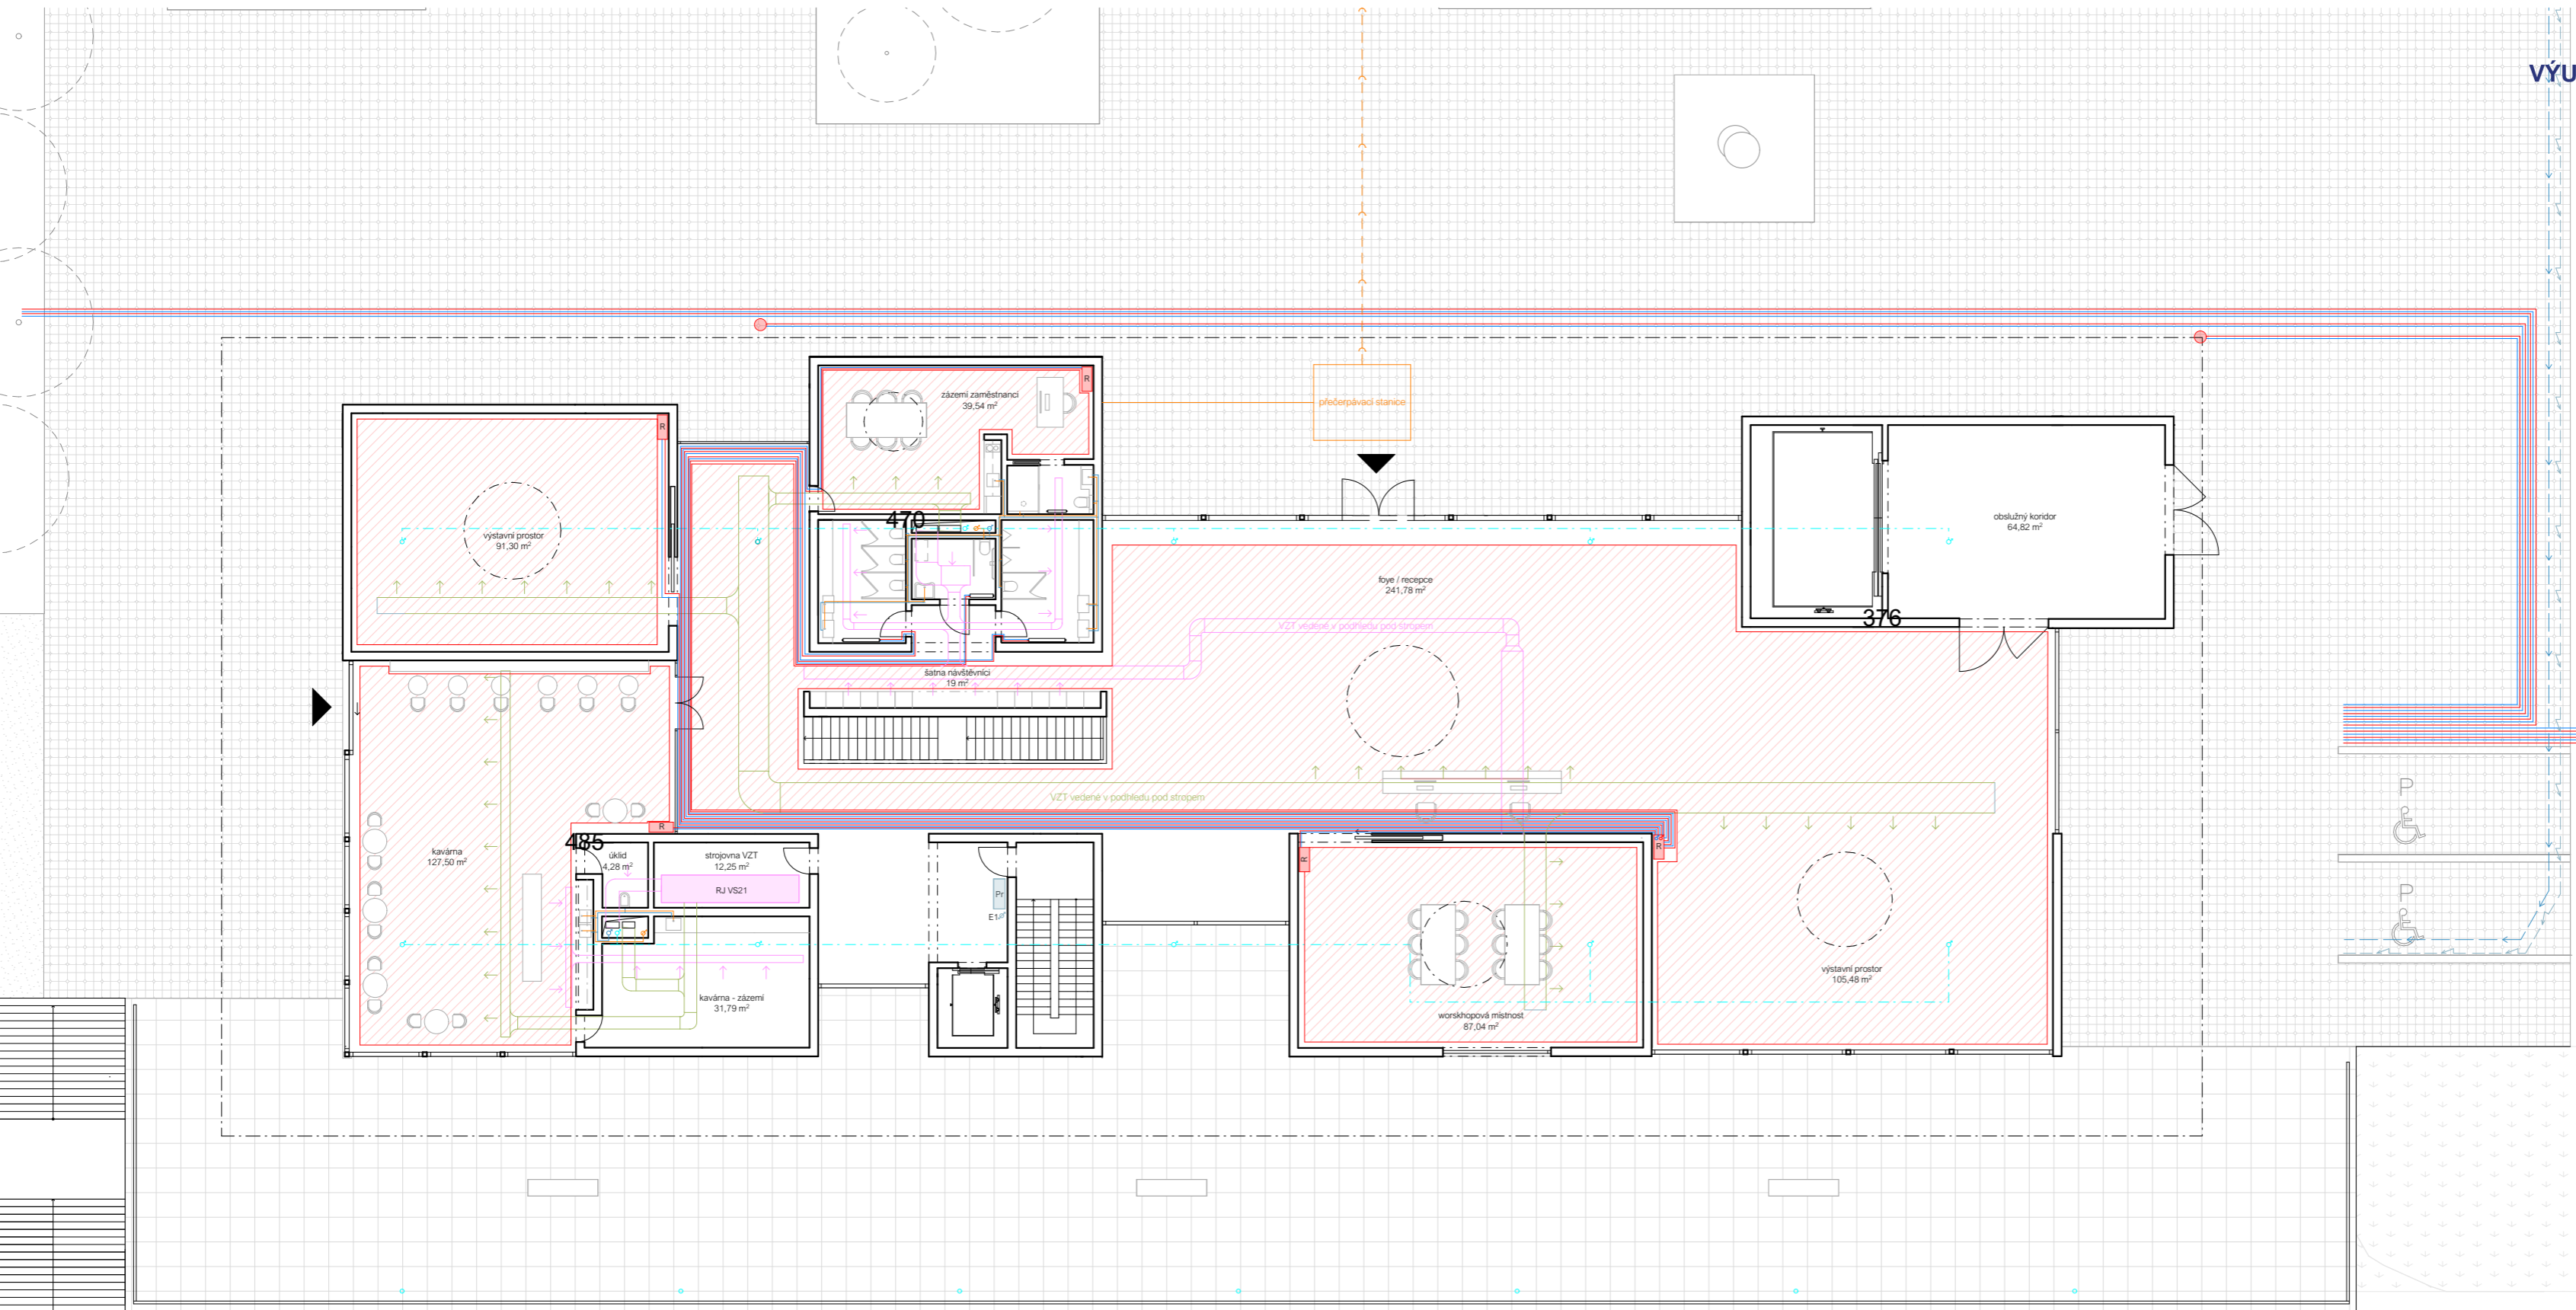 VÝU
zázemí zaměstnanci
39,54 m²
R
přečerpávací stanice
R
470
výstavní prostor
91,30 m²
obslužný koridor
64,82 m²
foye / recepce
241,78 m²
376
VZT vedené v podhledu pod stropem
šatna návštěvníci
19 m²
VZT vedené v podhledu pod stropem
P
R
485
kavárna
127,50 m²
úklid
4,28 m²
strojovna VZT
12,25 m²
RJ VS21
R
R
Pr
E1
P
kavárna - zázemí
31,79 m²
výstavní prostor
105,48 m²
worskhopová místnost
87,04 m²